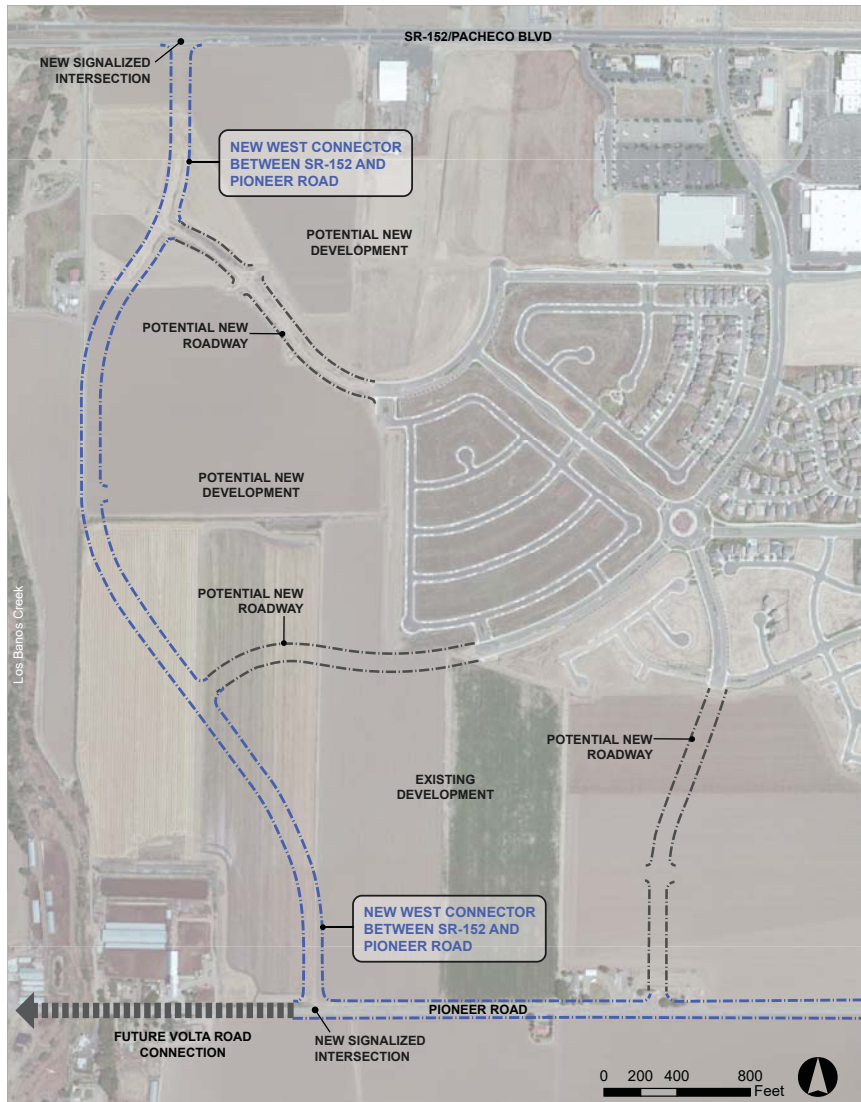 SR-152/PACHECO BLVD
NEW SIGNALIZED
INTERSECTION
NEW WEST CONNECTOR
BETWEEN SR-152 AND
PIONEER ROAD
POTENTIAL NEW
DEVELOPMENT
POTENTIAL NEW
ROADWAY
POTENTIAL NEW
DEVELOPMENT
POTENTIAL NEW
ROADWAY
Los Banos Creek
POTENTIAL NEW
ROADWAY
EXISTING
DEVELOPMENT
NEW WEST CONNECTOR
BETWEEN SR-152 AND
PIONEER ROAD
PIONEER ROAD
FUTURE VOLTA ROAD
CONNECTION
NEW SIGNALIZED
INTERSECTION
0 200 400 800
Feet